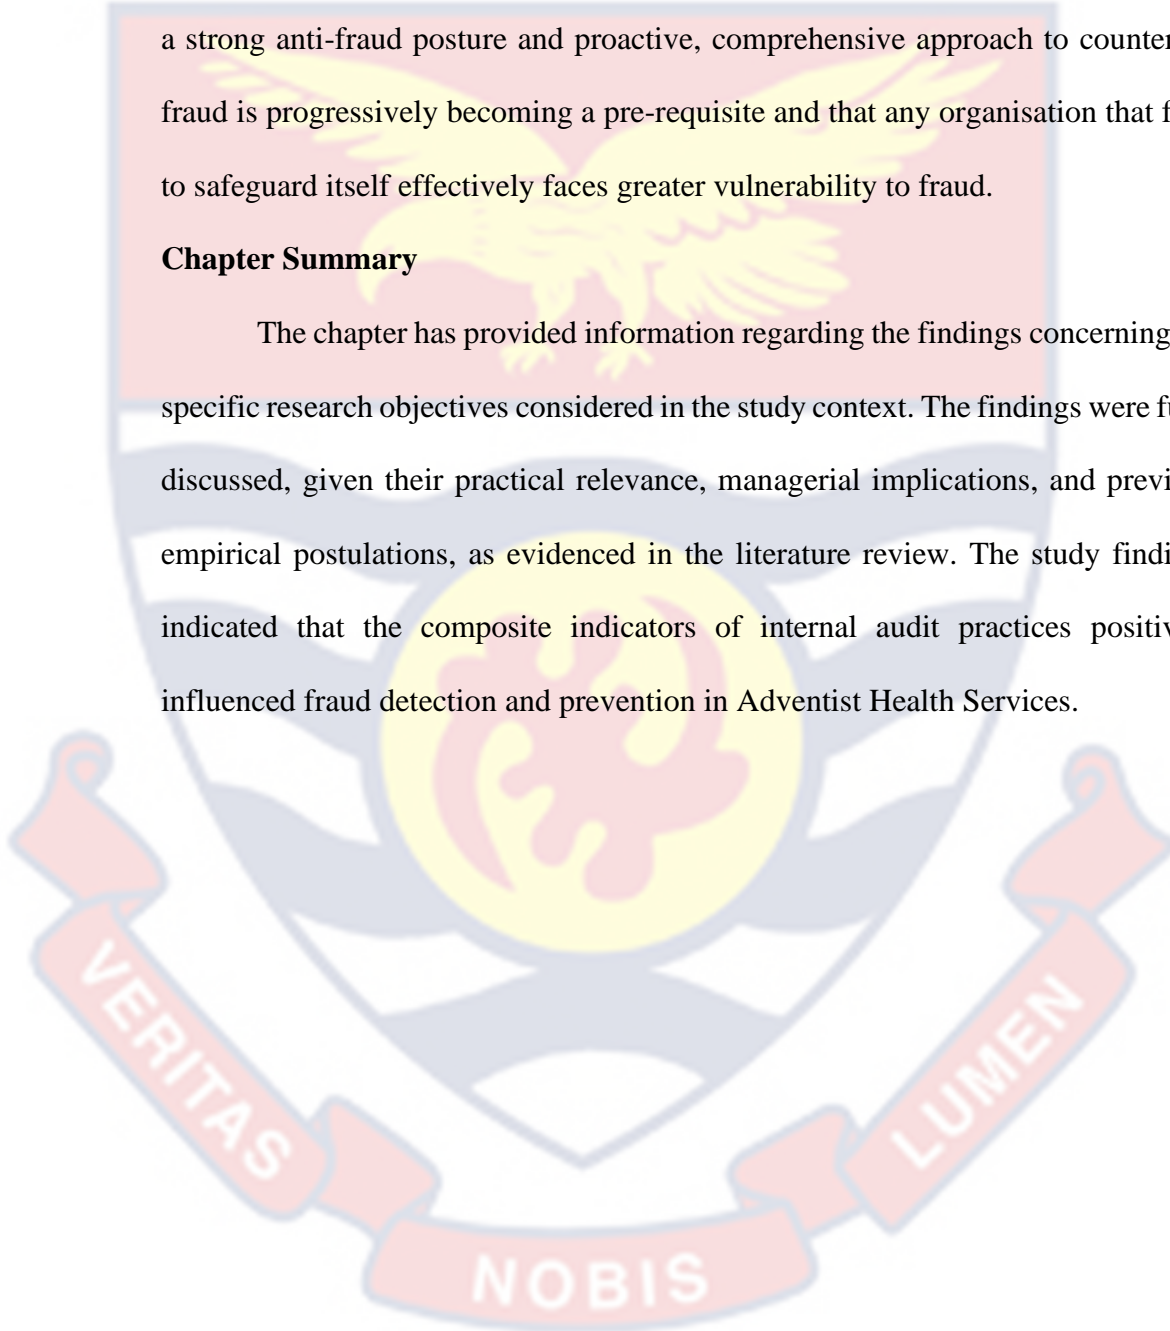 a strong anti-fraud posture and proactive, comprehensive approach to counter
fraud is progressively becoming a pre-requisite and that any organisation that f
to safeguard itself effectively faces greater vulnerability to fraud.
Chapter Summary
The chapter has provided information regarding the findings concerning
specific research objectives considered in the study context. The findings were fu
discussed, given their practical relevance, managerial implications, and previ
empirical postulations, as evidenced in the literature review. The study findi
indicated that the composite indicators of internal audit practices positiv
influenced fraud detection and prevention in Adventist Health Services.
VERITAS
NOBIS
LUMEN